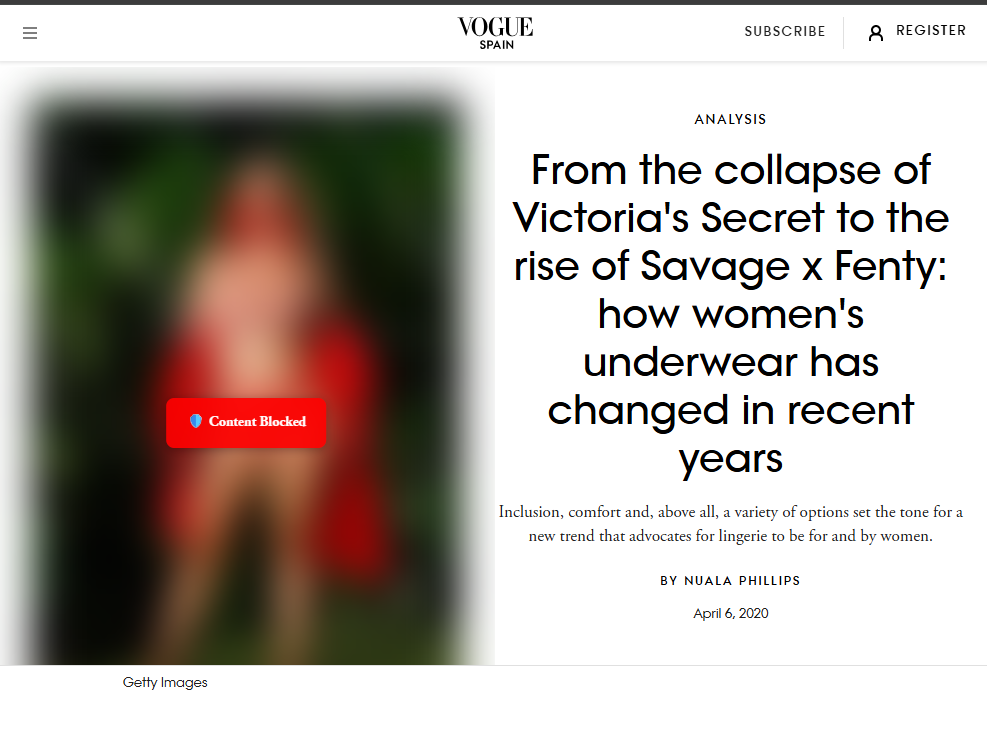 VOGUE
SPAIN
SUBSCRIBE
REGISTER
Content Blocked
ANALYSIS
From the collapse of
Victoria's Secret to the
rise of Savage x Fenty:
how women's
underwear has
changed in recent
years
Inclusion, comfort and, above all, a variety of options set the tone for a
new trend that advocates for lingerie to be for and by women.
BY NUALA PHILLIPS
April 6, 2020
Getty Images